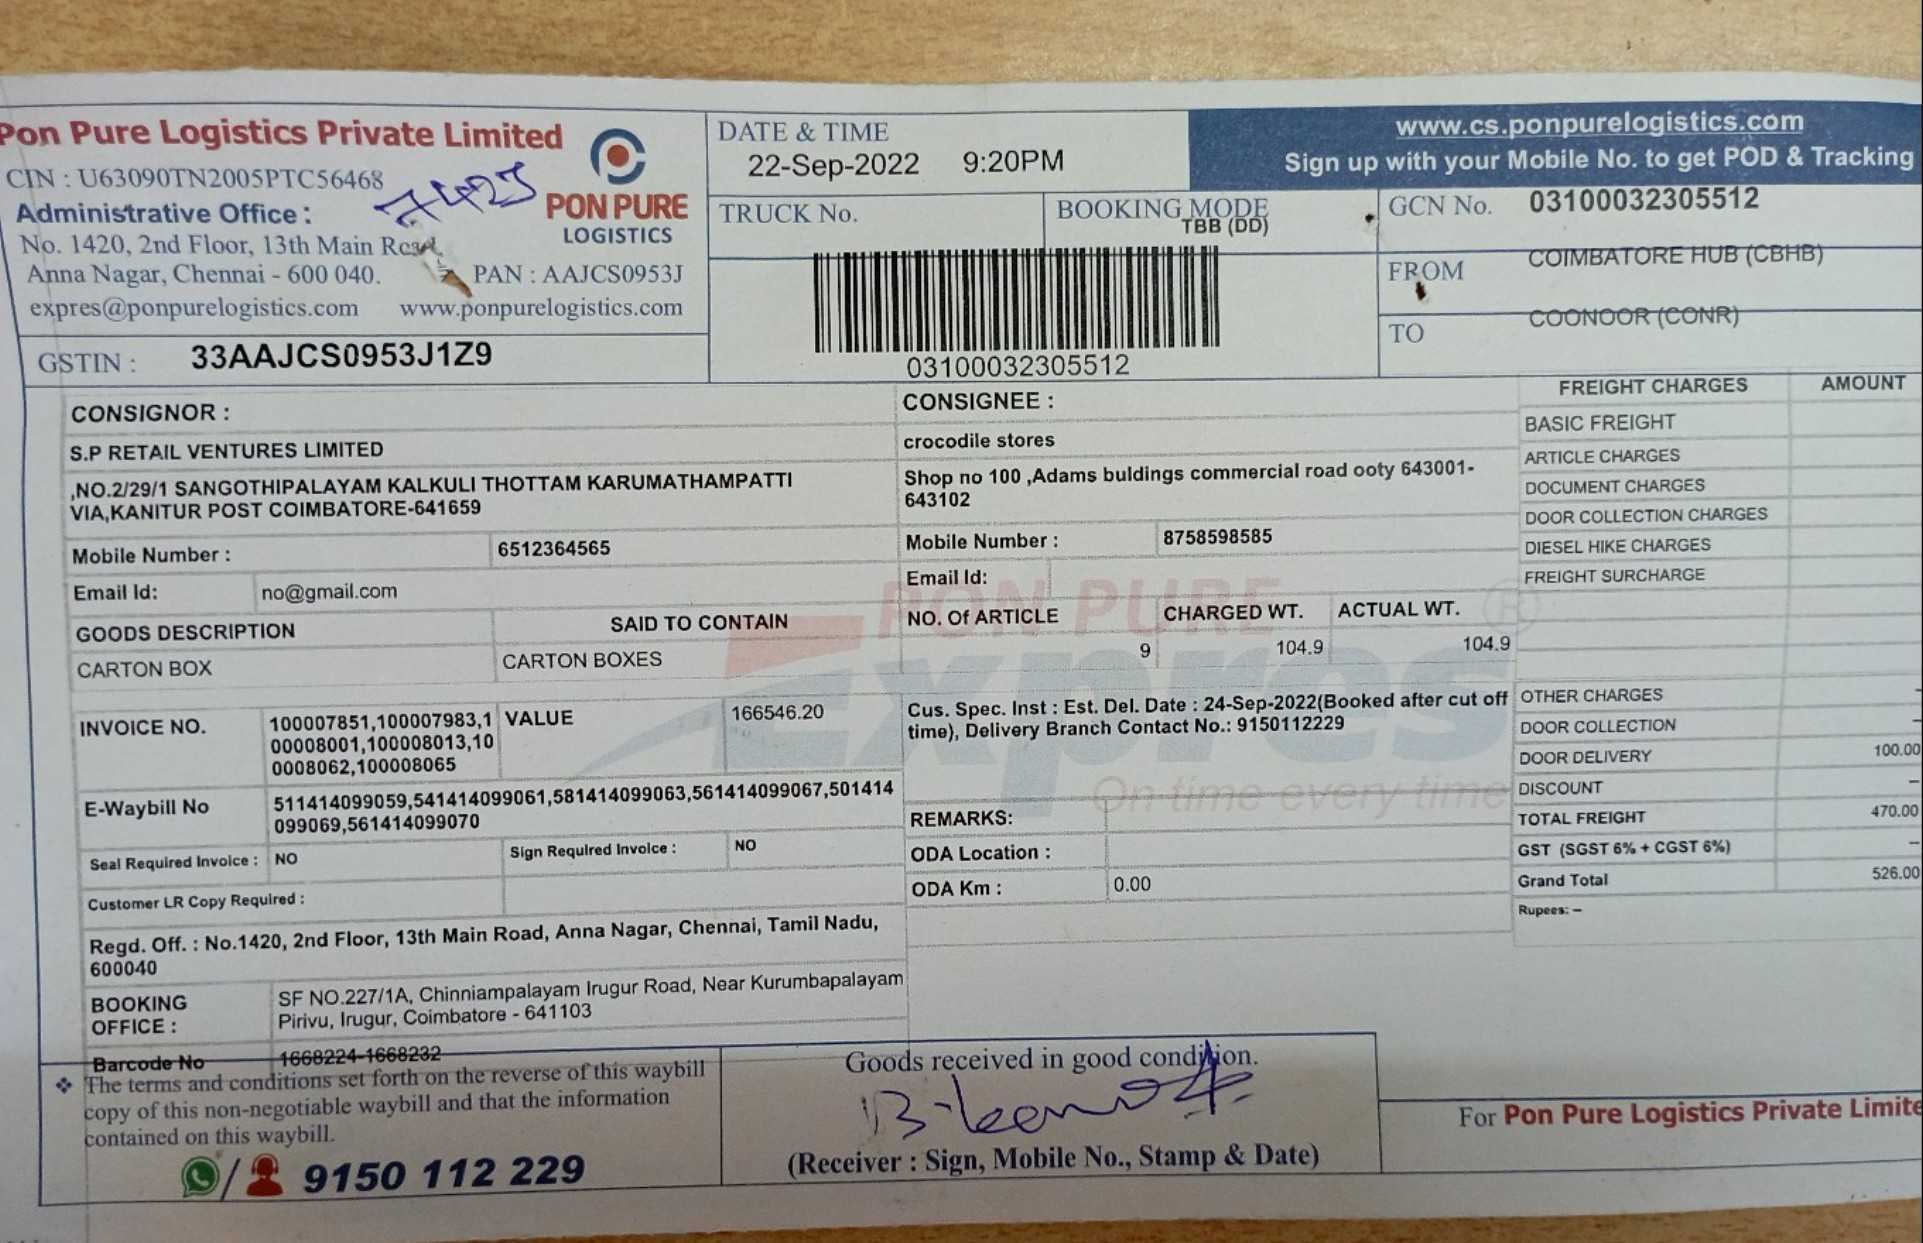 Pon Pure Logistics Private Limited
CIN : U63090TN2005PTC56468
7425
Administrative Office :
No. 1420, 2nd Floor, 13th Main Road,
Anna Nagar, Chennai - 600 040.
PAN : AAJCS0953J
expres@ponpurelogistics.com www.ponpurelogistics.com
PON PURE
LOGISTICS
GSTIN : 33AAJCS0953J1Z9
DATE & TIME
22-Sep-2022 9:20PM
TRUCK No.
BOOKING MODE
TBB (DD)
03100032305512
www.cs.ponpurelogistics.com
Sign up with your Mobile No. to get POD & Tracking
GCN No. 03100032305512
FROM COIMBATORE HUB (CBHB)
TO COONOOR (CONR)
CONSIGNOR :
S.P RETAIL VENTURES LIMITED
,NO.2/29/1 SANGOTHIPALAYAM KALKULI THOTTAM KARUMATHAMPATTI
VIA,KANITUR POST COIMBATORE-641659
Mobile Number : 6512364565
Email Id: no@gmail.com
CONSIGNEE :
crocodile stores
Shop no 100 ,Adams buldings commercial road ooty 643001-
643102
Mobile Number : 8758598585
Email Id:
GOODS DESCRIPTION SAID TO CONTAIN
CARTON BOX CARTON BOXES
NO. Of ARTICLE CHARGED WT. ACTUAL WT.
9 104.9 104.9
PON PURE
Expres
On time every time
®
INVOICE NO. 100007851,100007983,1
00008001,100008013,10
0008062,100008065
VALUE 166546.20
E-Waybill No 511414099059,541414099061,581414099063,561414099067,501414
099069,561414099070
Seal Required Invoice : NO Sign Required Invoice : NO
Customer LR Copy Required :
Regd. Off. : No.1420, 2nd Floor, 13th Main Road, Anna Nagar, Chennai, Tamil Nadu,
600040
BOOKING
OFFICE :
SF NO.227/1A, Chinniampalayam Irugur Road, Near Kurumbapalayam
Pirivu, Irugur, Coimbatore - 641103
Barcode No 1668224-1668232
Cus. Spec. Inst : Est. Del. Date : 24-Sep-2022(Booked after cut off
time), Delivery Branch Contact No.: 9150112229
REMARKS:
ODA Location :
ODA Km : 0.00
FREIGHT CHARGES AMOUNT
BASIC FREIGHT
ARTICLE CHARGES
DOCUMENT CHARGES
DOOR COLLECTION CHARGES
DIESEL HIKE CHARGES
FREIGHT SURCHARGE
OTHER CHARGES –
DOOR COLLECTION –
DOOR DELIVERY 100.00
DISCOUNT –
TOTAL FREIGHT 470.00
GST (SGST 6% + CGST 6%) –
Grand Total 526.00
Rupees: –
❖ The terms and conditions set forth on the reverse of this waybill
copy of this non-negotiable waybill and that the information
contained on this waybill.
/ 9150 112 229
Goods received in good condition.
(Receiver : Sign, Mobile No., Stamp & Date)
For Pon Pure Logistics Private Limite